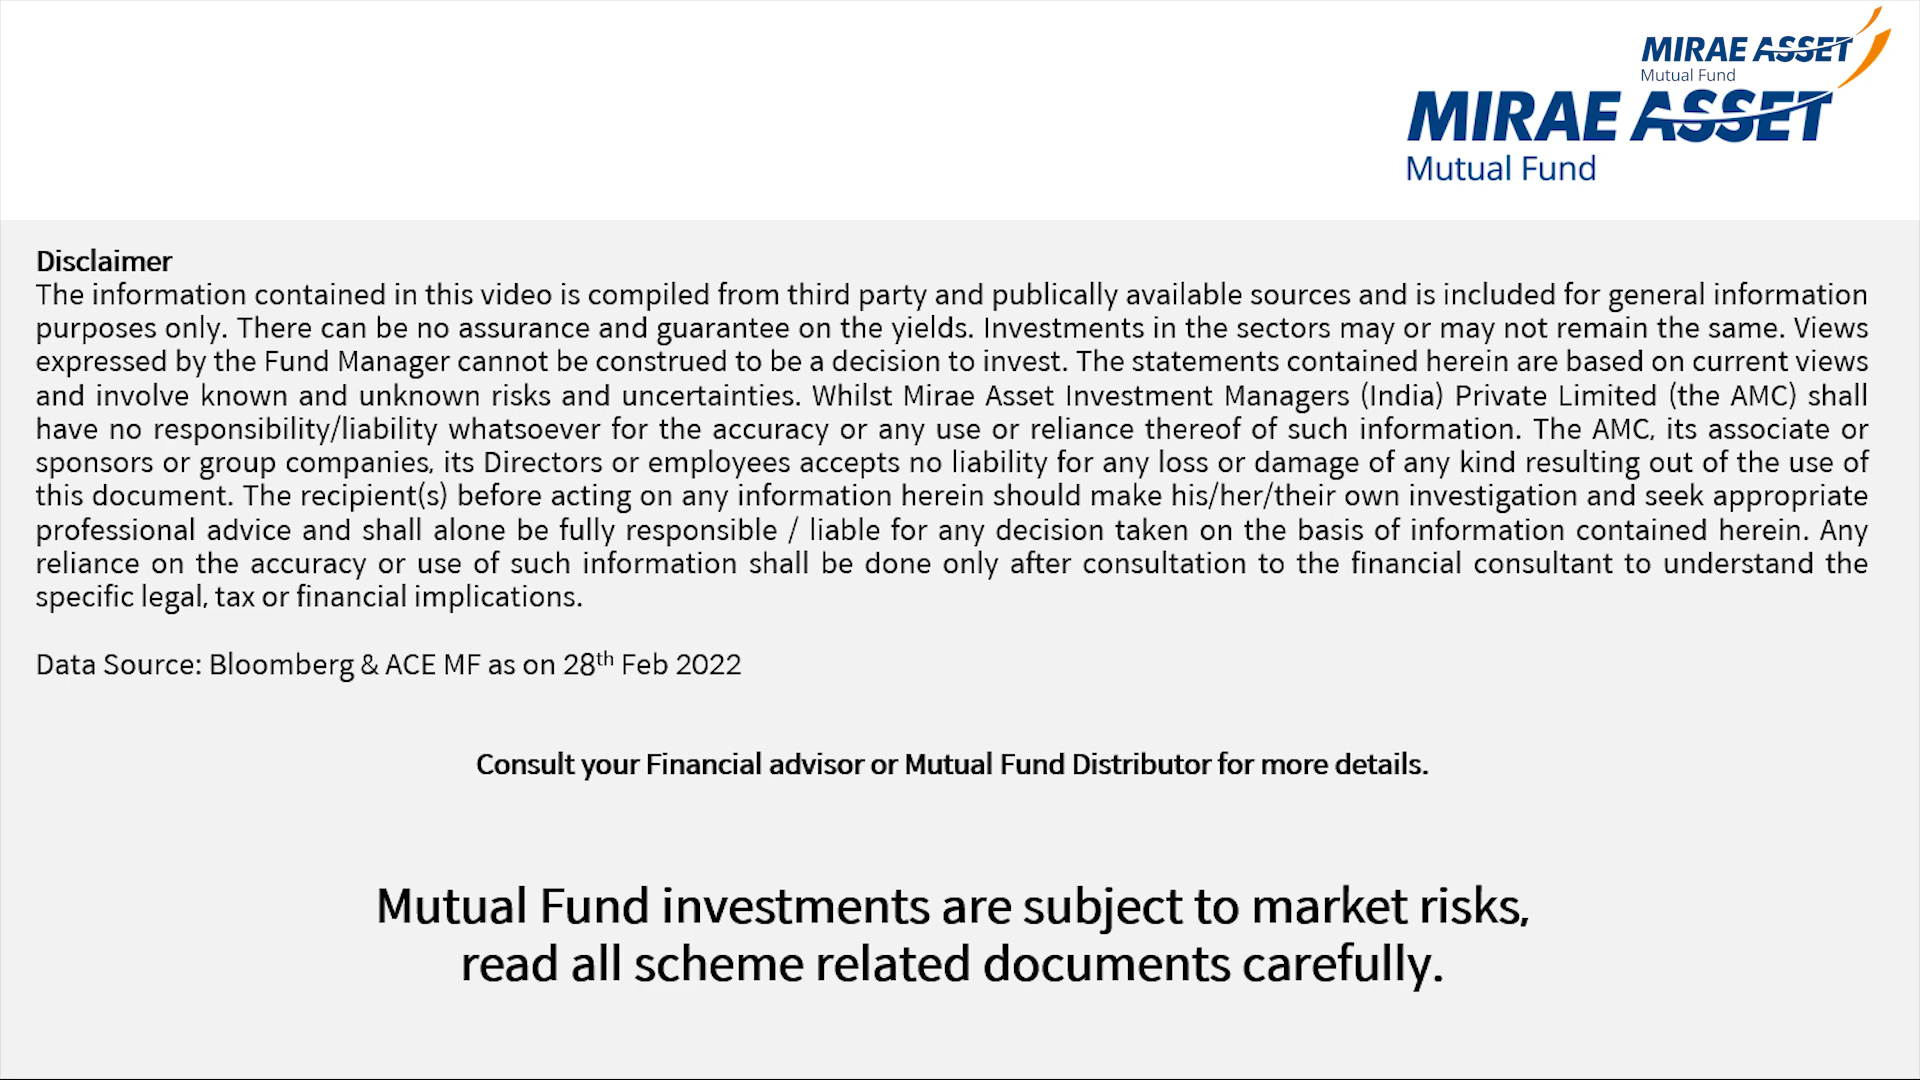 MIRAE ASSET
Mutual Fund
MIRAE ASSET
Mutual Fund
Disclaimer
The information contained in this video is compiled from third party and publically available sources and is included for general information
purposes only. There can be no assurance and guarantee on the yields. Investments in the sectors may or may not remain the same. Views
expressed by the Fund Manager cannot be construed to be a decision to invest. The statements contained herein are based on current views
and involve known and unknown risks and uncertainties. Whilst Mirae Asset Investment Managers (India) Private Limited (the AMC) shall
have no responsibility/liability whatsoever for the accuracy or any use or reliance thereof of such information. The AMC, its associate or
sponsors or group companies, its Directors or employees accepts no liability for any loss or damage of any kind resulting out of the use of
this document. The recipient(s) before acting on any information herein should make his/her/their own investigation and seek appropriate
professional advice and shall alone be fully responsible / liable for any decision taken on the basis of information contained herein. Any
reliance on the accuracy or use of such information shall be done only after consultation to the financial consultant to understand the
specific legal, tax or financial implications.
Data Source: Bloomberg & ACE MF as on 28th Feb 2022
Consult your Financial advisor or Mutual Fund Distributor for more details.
Mutual Fund investments are subject to market risks,
read all scheme related documents carefully.